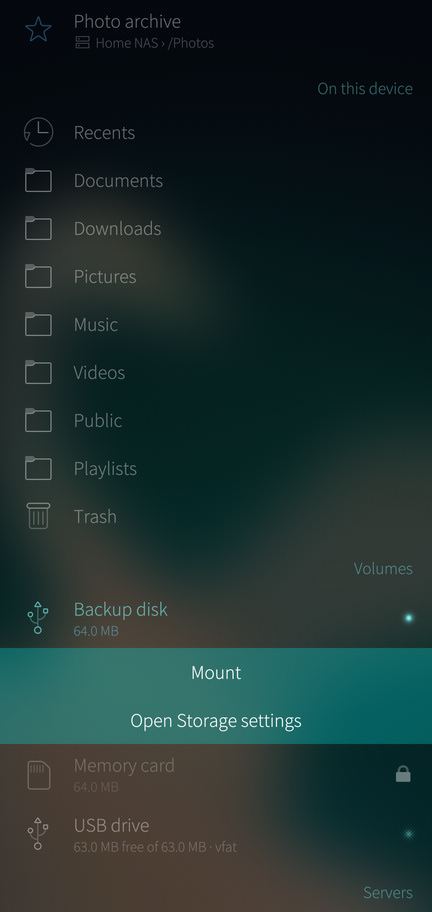 Photo archive
Home NAS › /Photos
On this device
Recents
Documents
Downloads
Pictures
Music
Videos
Public
Playlists
Trash
Volumes
Backup disk
64.0 MB
Mount
Open Storage settings
Memory card
64.0 MB
USB drive
63.0 MB free of 63.0 MB · vfat
Servers